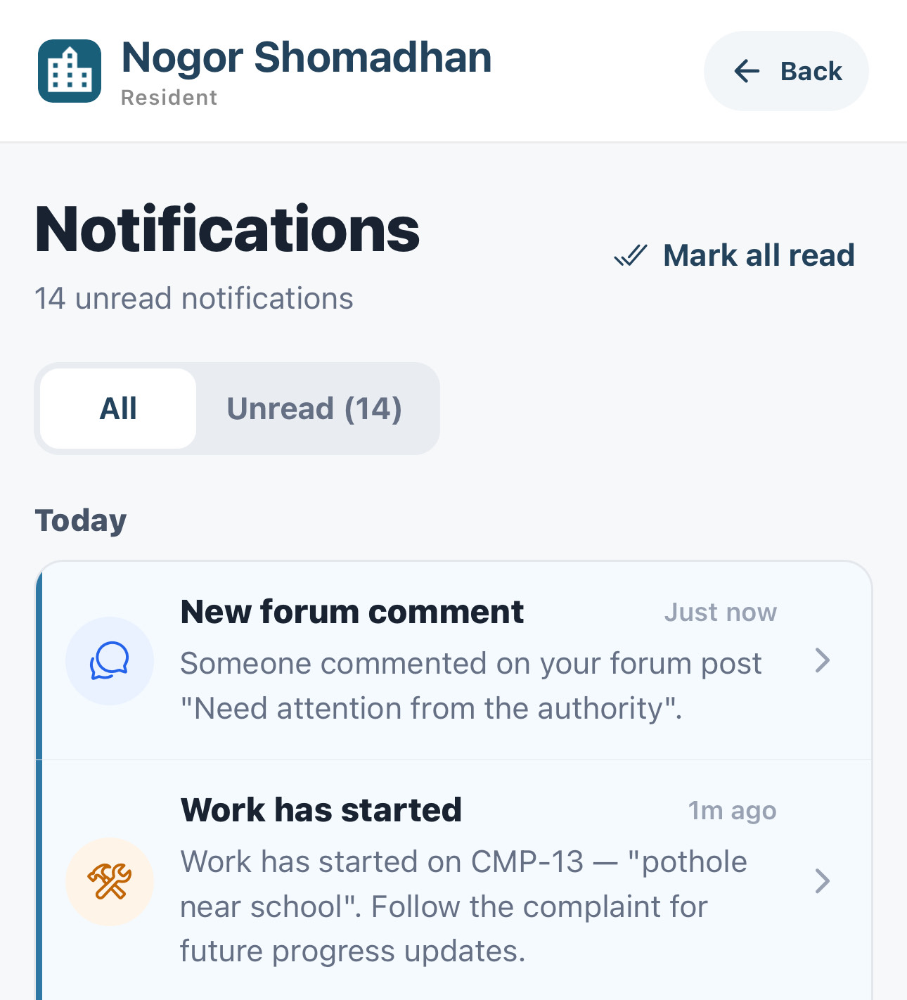 Nogor Shomadhan
Resident
Back
Notifications
Mark all read
14 unread notifications
All
Unread (14)
Today
New forum comment
Just now
Someone commented on your forum post
"Need attention from the authority".
Work has started
1m ago
Work has started on CMP-13 — "pothole
near school". Follow the complaint for
future progress updates.